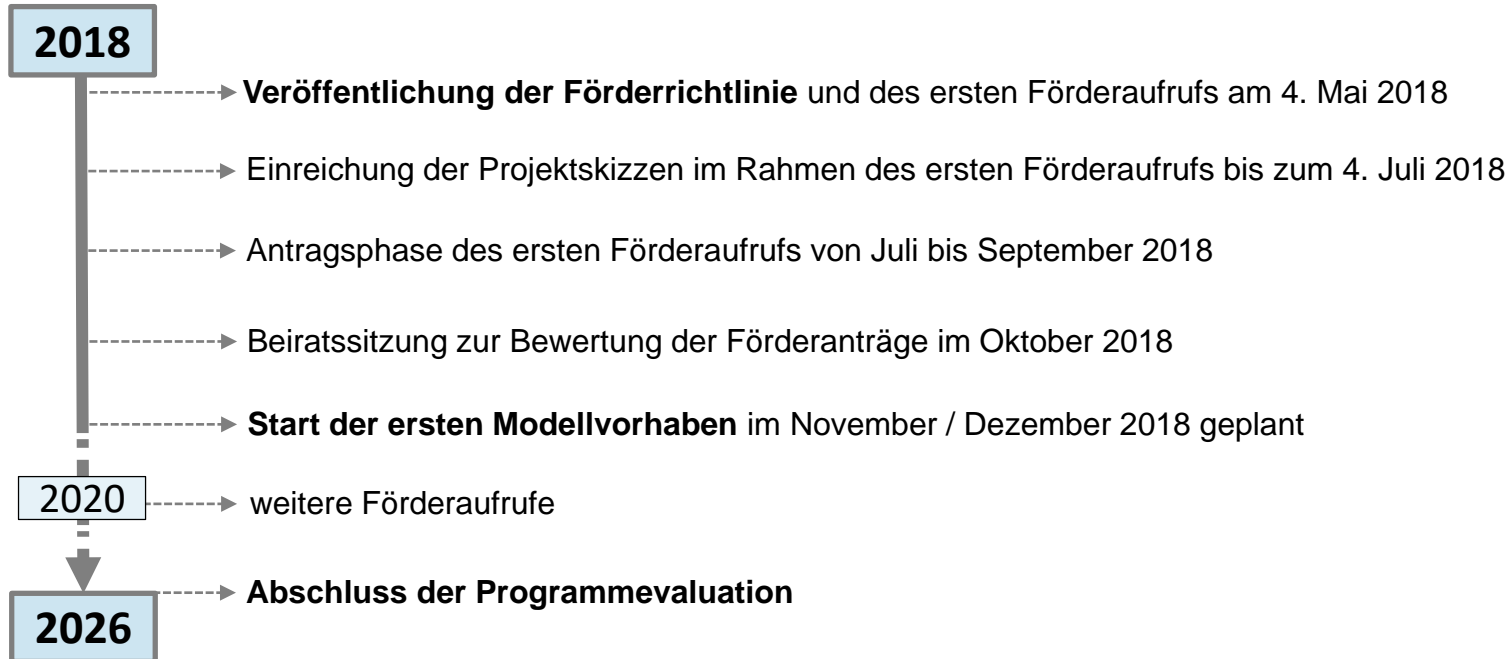 2018
Veröffentlichung der Förderrichtlinie und des ersten Förderaufrufs am 4. Mai 2018
Einreichung der Projektskizzen im Rahmen des ersten Förderaufrufs bis zum 4. Juli 2018
Antragsphase des ersten Förderaufrufs von Juli bis September 2018
Beiratssitzung zur Bewertung der Förderanträge im Oktober 2018
Start der ersten Modellvorhaben im November / Dezember 2018 geplant
2020
weitere Förderaufrufe
Abschluss der Programmevaluation
2026